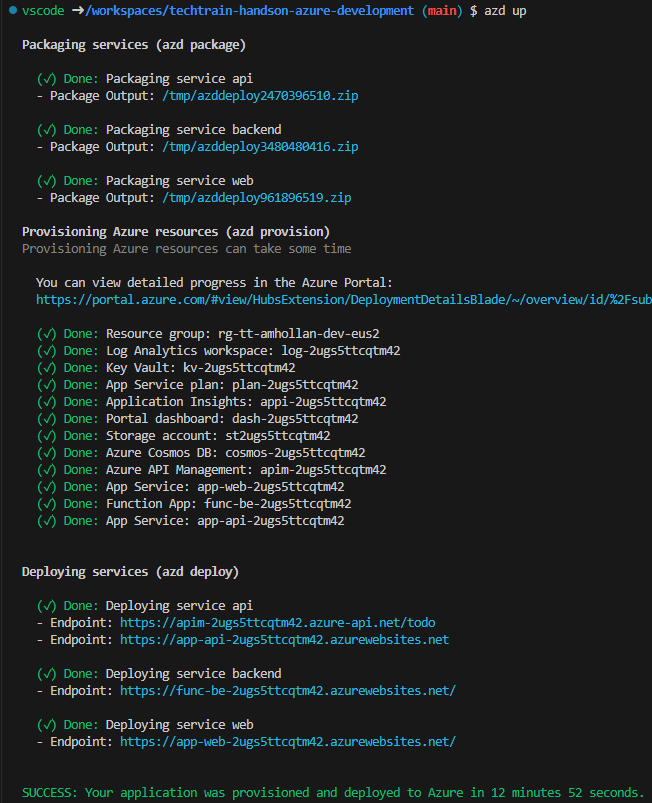 vscode ➜/workspaces/techtrain-handson-azure-development (main) $ azd up
Packaging services (azd package)
(✓) Done: Packaging service api
- Package Output: /tmp/azddeploy2470396510.zip
(✓) Done: Packaging service backend
- Package Output: /tmp/azddeploy3480480416.zip
(✓) Done: Packaging service web
- Package Output: /tmp/azddeploy961896519.zip
Provisioning Azure resources (azd provision)
Provisioning Azure resources can take some time
You can view detailed progress in the Azure Portal:
https://portal.azure.com/#view/HubsExtension/DeploymentDetailsBlade/~/overview/id/%2Fsub
(✓) Done: Resource group: rg-tt-amhollan-dev-eus2
(✓) Done: Log Analytics workspace: log-2ugs5ttcqtm42
(✓) Done: Key Vault: kv-2ugs5ttcqtm42
(✓) Done: App Service plan: plan-2ugs5ttcqtm42
(✓) Done: Application Insights: appi-2ugs5ttcqtm42
(✓) Done: Portal dashboard: dash-2ugs5ttcqtm42
(✓) Done: Storage account: st2ugs5ttcqtm42
(✓) Done: Azure Cosmos DB: cosmos-2ugs5ttcqtm42
(✓) Done: Azure API Management: apim-2ugs5ttcqtm42
(✓) Done: App Service: app-web-2ugs5ttcqtm42
(✓) Done: Function App: func-be-2ugs5ttcqtm42
(✓) Done: App Service: app-api-2ugs5ttcqtm42
Deploying services (azd deploy)
(✓) Done: Deploying service api
- Endpoint: https://apim-2ugs5ttcqtm42.azure-api.net/todo
- Endpoint: https://app-api-2ugs5ttcqtm42.azurewebsites.net
(✓) Done: Deploying service backend
- Endpoint: https://func-be-2ugs5ttcqtm42.azurewebsites.net/
(✓) Done: Deploying service web
- Endpoint: https://app-web-2ugs5ttcqtm42.azurewebsites.net/
SUCCESS: Your application was provisioned and deployed to Azure in 12 minutes 52 seconds.